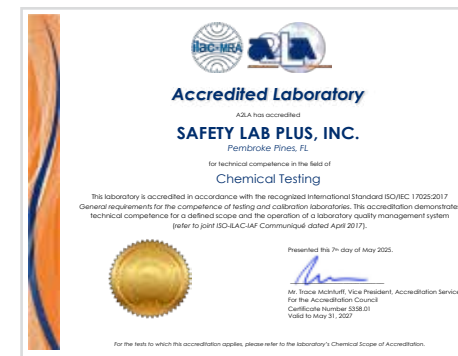 ilac-MRA
A2LA
Accredited Laboratory
A2LA has accredited
SAFETY LAB PLUS, INC.
Pembroke Pines, FL
for technical competence in the field of
Chemical Testing
This laboratory is accredited in accordance with the recognized International Standard ISO/IEC 17025:2017
General requirements for the competence of testing and calibration laboratories. This accreditation demonstrates
technical competence for a defined scope and the operation of a laboratory quality management system
(refer to joint ISO-ILAC-IAF Communiqué dated April 2017).
Presented this 7th day of May 2025.
Mr. Trace McInturff, Vice President, Accreditation Service
For the Accreditation Council
Certificate Number 5358.01
Valid to May 31, 2027
For the tests to which this accreditation applies, please refer to the laboratory's Chemical Scope of Accreditation.